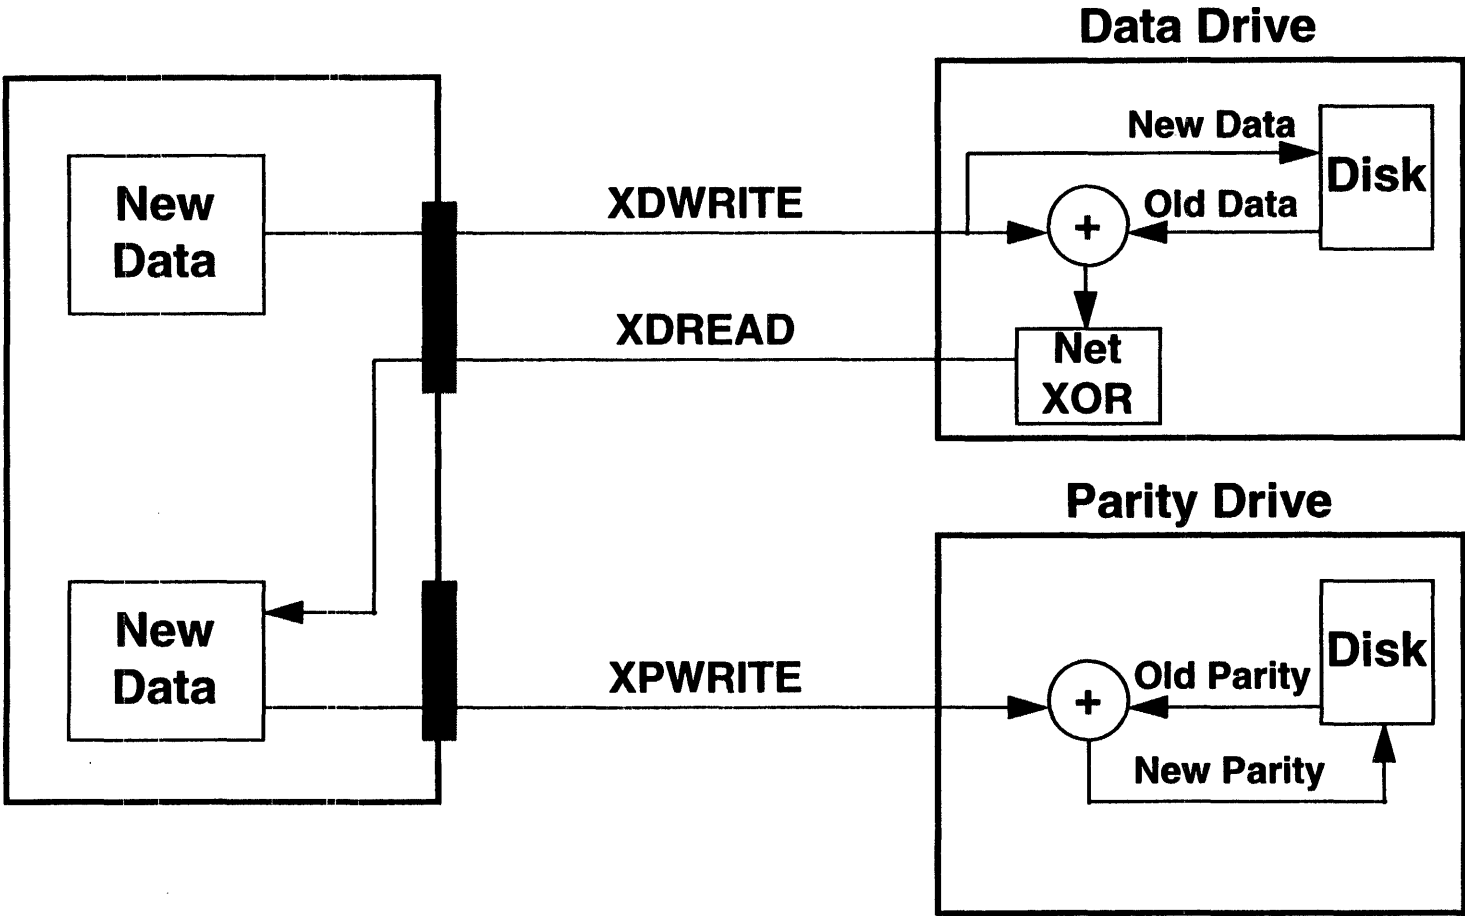 Data Drive
New Data
Disk
New
Data
XDWRITE
Old Data
+
XDREAD
Net
XOR
Parity Drive
New
Data
XPWRITE
Old Parity
Disk
+
New Parity